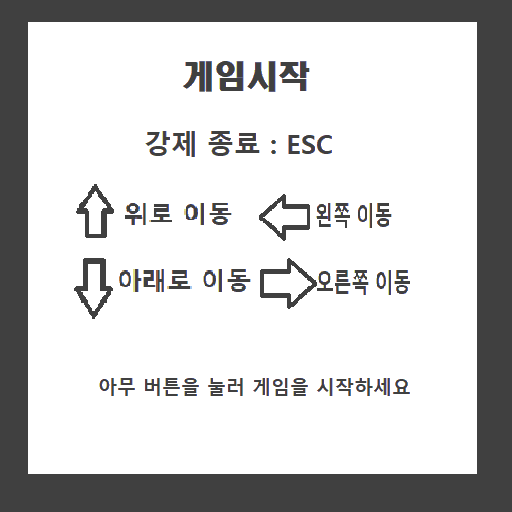 게임시작
강제 종료 : ESC
위로 이동
왼쪽 이동
아래로 이동
오른쪽 이동
아무 버튼을 눌러 게임을 시작하세요